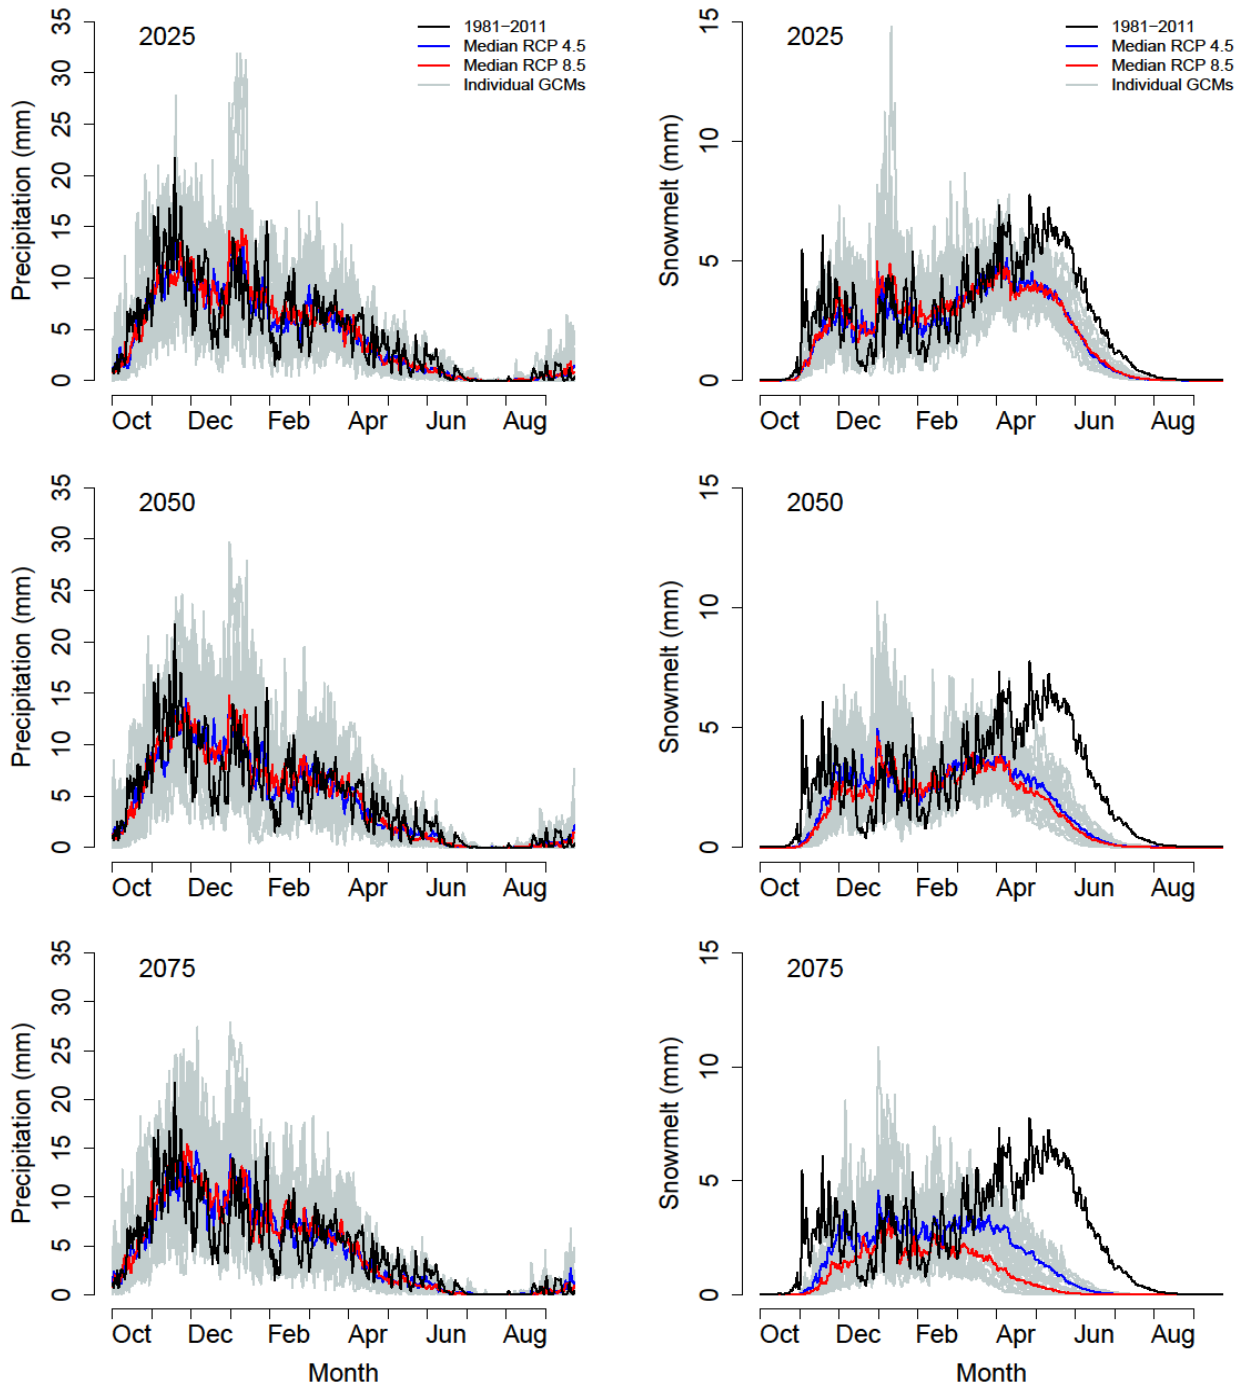 35
30
25
20
15
10
5
0
Precipitation (mm)
2025
1981−2011
Median RCP 4.5
Median RCP 8.5
Individual GCMs
Oct Dec Feb Apr Jun Aug
15
10
5
0
Snowmelt (mm)
2025
1981−2011
Median RCP 4.5
Median RCP 8.5
Individual GCMs
Oct Dec Feb Apr Jun Aug
35
30
25
20
15
10
5
0
Precipitation (mm)
2050
Oct Dec Feb Apr Jun Aug
15
10
5
0
Snowmelt (mm)
2050
Oct Dec Feb Apr Jun Aug
35
30
25
20
15
10
5
0
Precipitation (mm)
2075
Oct Dec Feb Apr Jun Aug
Month
15
10
5
0
Snowmelt (mm)
2075
Oct Dec Feb Apr Jun Aug
Month